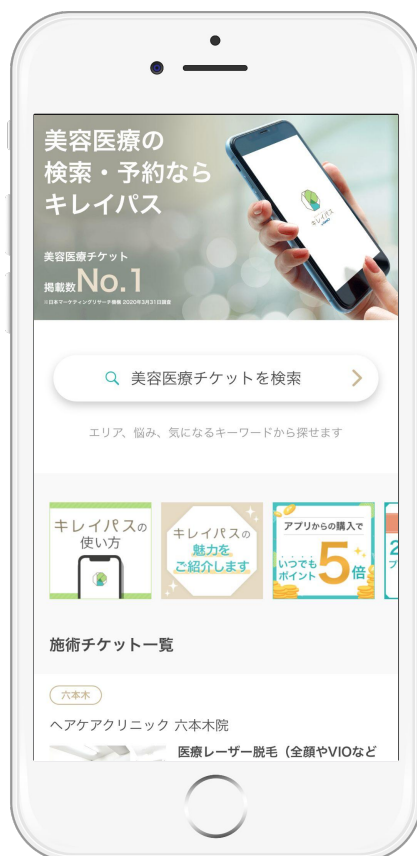 美容医療の
検索・予約なら
キレイパス
美容医療チケット
掲載数No.1
※日本マーケティングリサーチ機構 2020年3月31日調査
キレイパス
美容医療チケットを検索
エリア、悩み、気になるキーワードから探せます
キレイパスの
使い方
キレイパスの
魅力を
ご紹介します
アプリからの購入で
いつでも
ポイント5倍
2
プ
施術チケット一覧
六本木
ヘアケアクリニック 六本木院
医療レーザー脱毛（全顔やVIOなど